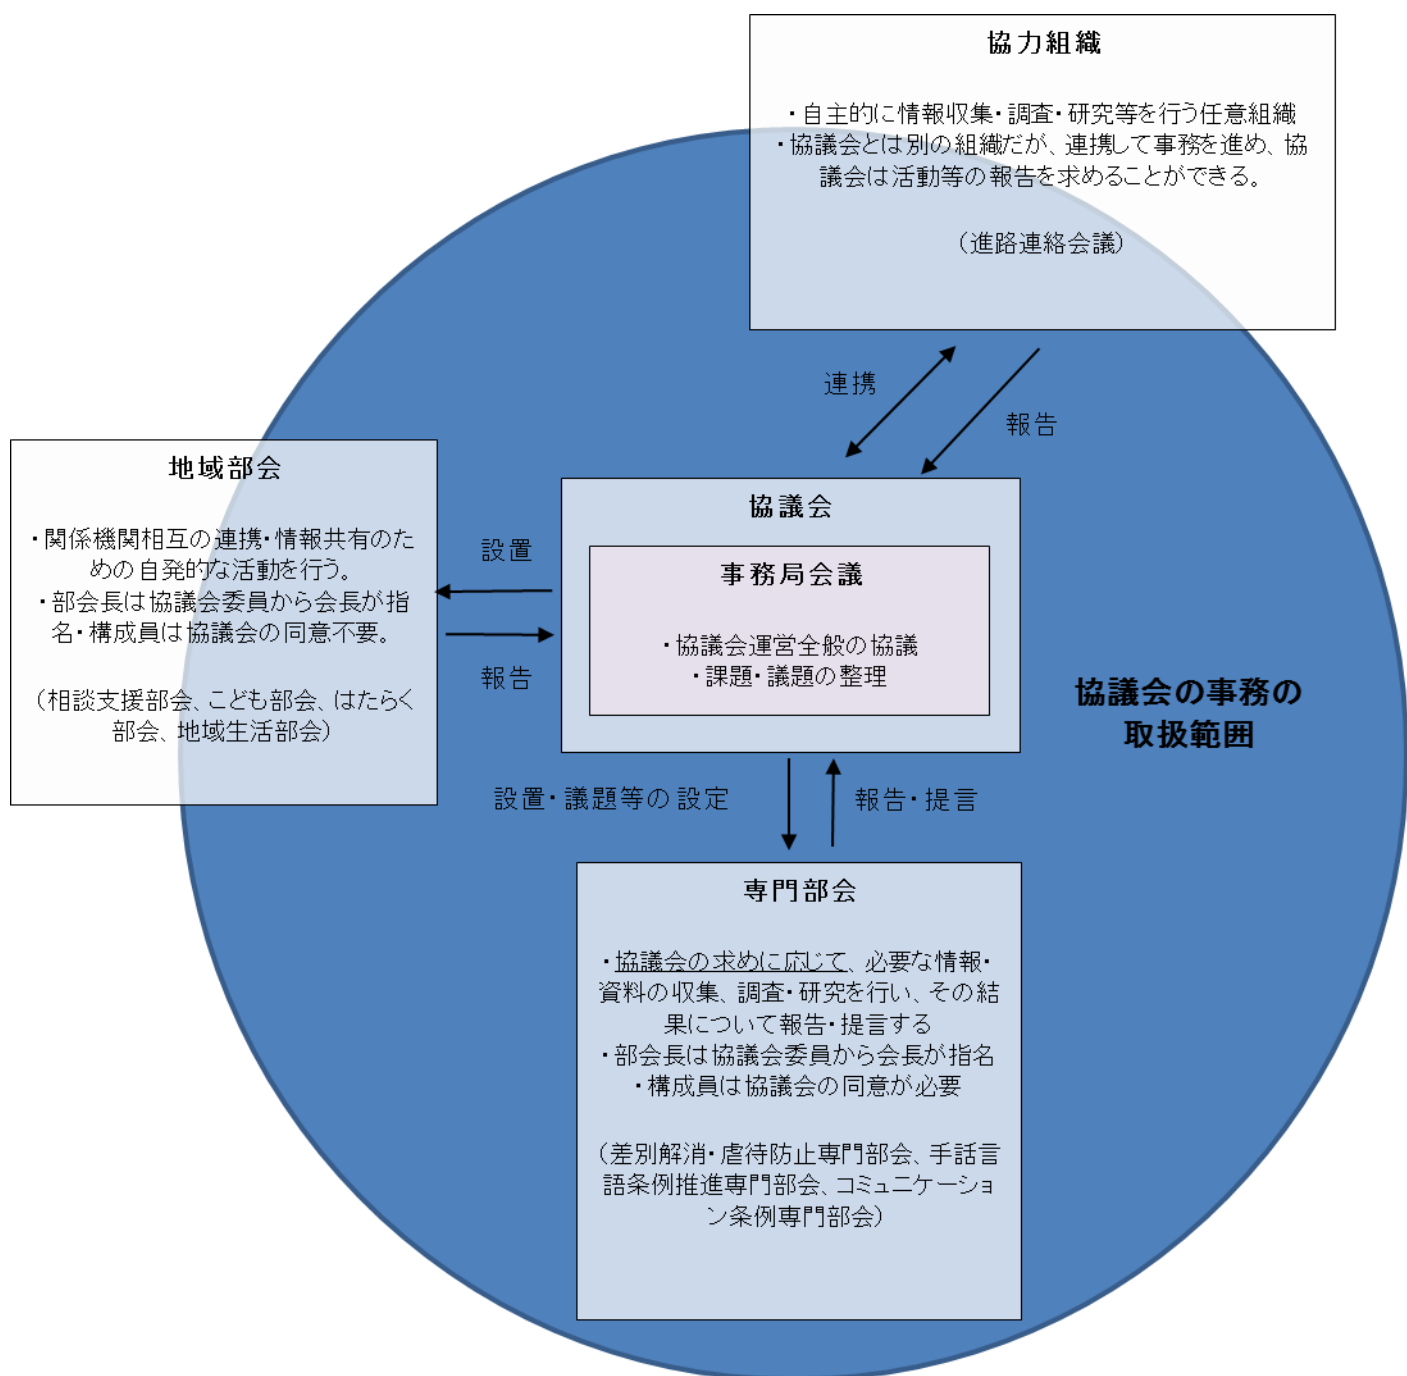 協力組織
・自主的に情報収集・調査・研究等を行う任意組織
・協議会とは別の組織だが、連携して事務を進め、協
議会は活動等の報告を求めることができる。
（進路連絡会議）
連携
報告
地域部会
・関係機関相互の連携・情報共有のた
めの自発的な活動を行う。
・部会長は協議会委員から会長が指
名・構成員は協議会の同意不要。
（相談支援部会、こども部会、はたらく
部会、地域生活部会）
設置
報告
協議会
事務局会議
・協議会運営全般の協議
・課題・議題の整理
協議会の事務の
取扱範囲
設置・議題等の設定
報告・提言
専門部会
・協議会の求めに応じて、必要な情報・
資料の収集、調査・研究を行い、その結
果について報告・提言する
・部会長は協議会委員から会長が指名
・構成員は協議会の同意が必要
（差別解消・虐待防止専門部会、手話言
語条例推進専門部会、コミュニケーショ
ン条例専門部会）